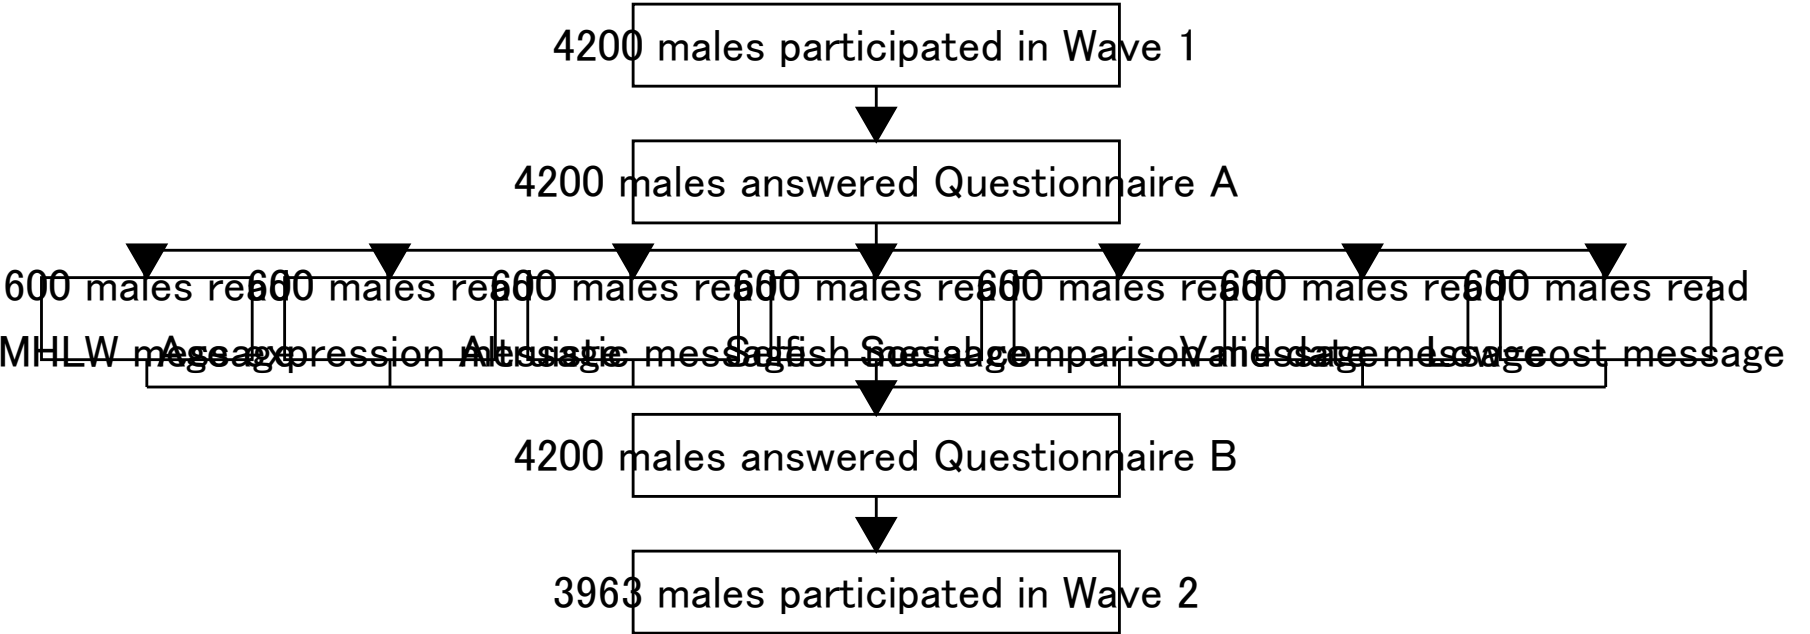 4200 males participated in Wave 1
4200 males answered Questionnaire A
600 males read
MHLW message
600 males read
Age expression message
600 males read
Altruistic message
600 males read
Selfish message
600 males read
Social comparison message
600 males read
Valid date message
600 males read
Low-cost message
4200 males answered Questionnaire B
3963 males participated in Wave 2